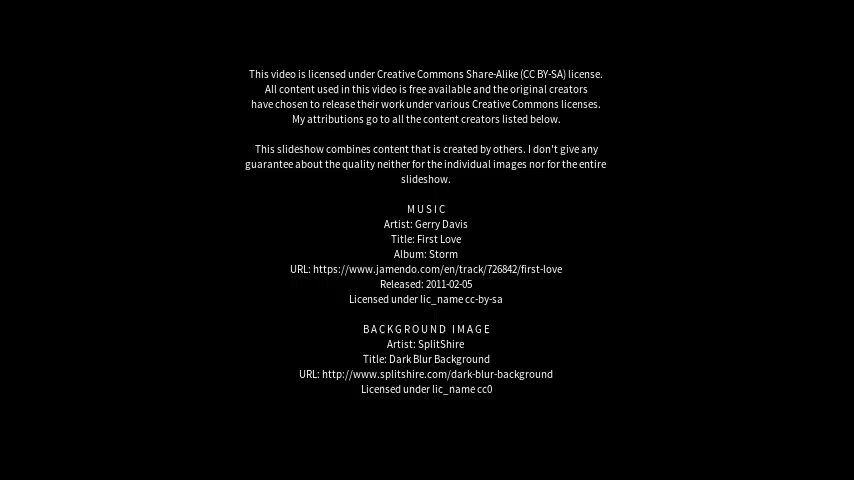 This video is licensed under Creative Commons Share-Alike (CC BY-SA) license.
All content used in this video is free available and the original creators
have chosen to release their work under various Creative Commons licenses.
My attributions go to all the content creators listed below.
This slideshow combines content that is created by others. I don't give any
guarantee about the quality neither for the individual images nor for the entire
slideshow.
MUSIC
Artist: Gerry Davis
Title: First Love
Album: Storm
URL: https://www.jamendo.com/en/track/726842/first-love
Released: 2011-02-05
Licensed under lic_name cc-by-sa
BACKGROUND IMAGE
Artist: SplitShire
Title: Dark Blur Background
URL: http://www.splitshire.com/dark-blur-background
Licensed under lic_name cc0